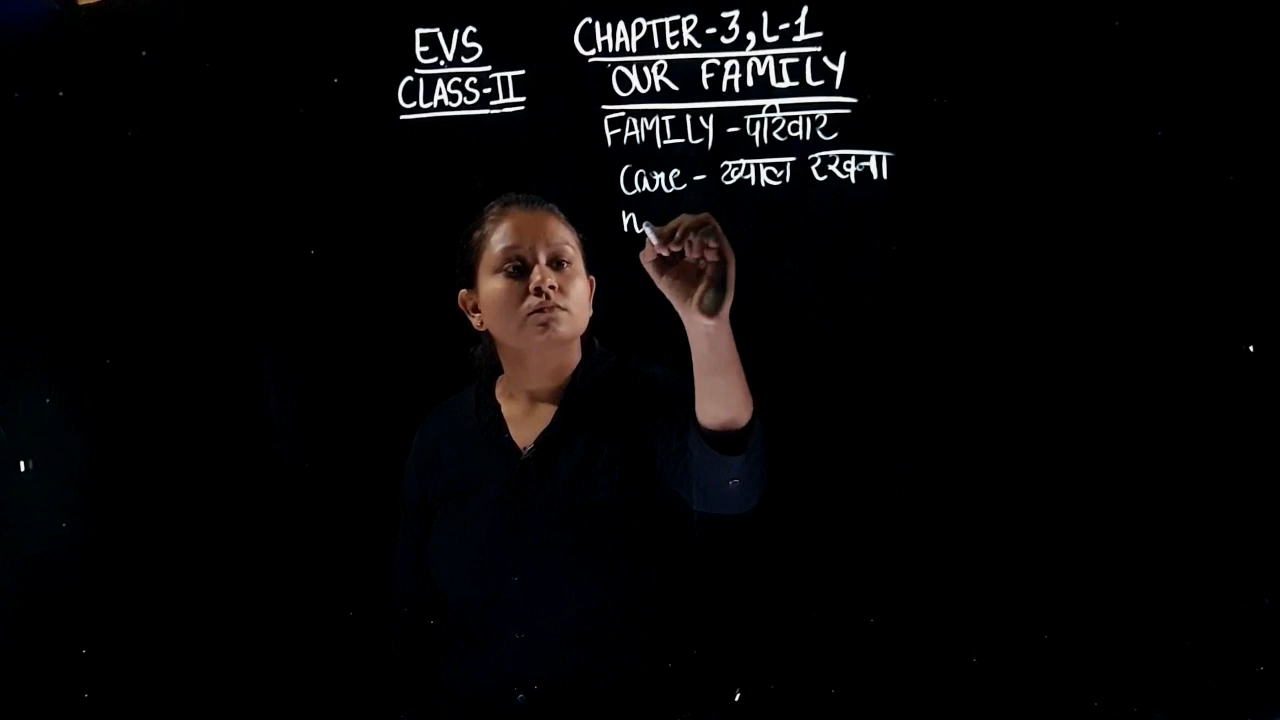 E.VS
CLASS-II
CHAPTER-3, L-1
OUR FAMILY
FAMILY - परिवार
Care - ख्याल रखना
n